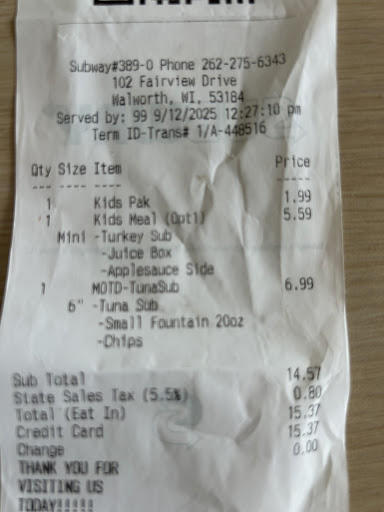 Subway#389-0 Phone 262-275-6343
102 Fairview Drive
Walworth, WI, 53184
Served by: 99 9/12/2025 12:27:10 pm
Term ID-Trans# 1/A-448516
Qty Size Item Price
--- ---- ---- -----
1 Kids Pak 1.99
1 Kids Meal (Opt1) 5.59
Mini -Turkey Sub
-Juice Box
-Applesauce Side
1 MOTD-TunaSub 6.99
6" -Tuna Sub
-Small Fountain 20oz
-Chips
Sub Total 14.57
State Sales Tax (5.5%) 0.80
Total (Eat In) 15.37
Credit Card 15.37
Change 0.00
THANK YOU FOR
VISITING US
TODAY!!!!!